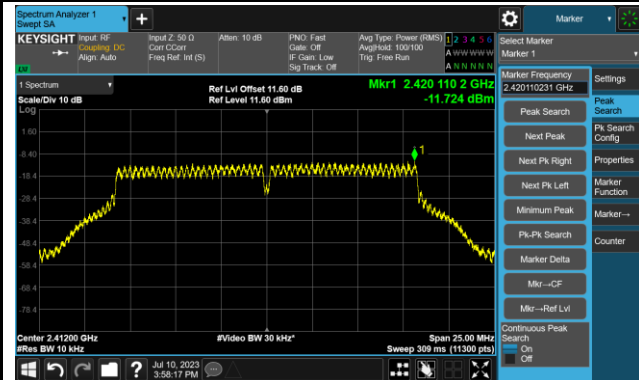 Spectrum Analyzer 1
Swept SA
+
Marker
KEYSIGHT
Input: RF
Coupling: DC
Align: Auto
Input Z: 50 Ω
Corr CCorr
Freq Ref: Int (S)
Atten: 10 dB
PNO: Fast
Gate: Off
IF Gain: Low
Sig Track: Off
Avg Type: Power (RMS)
Avg|Hold: 100/100
Trig: Free Run
1 2 3 4 5 6
A W W W W W
A N N N N N
Select Marker
Marker 1
1 Spectrum
Scale/Div 10 dB
Log
Ref Lvl Offset 11.60 dB
Ref Level 11.60 dBm
Mkr1 2.420 110 2 GHz
-11.724 dBm
1.60
-8.40
-18.4
-28.4
-38.4
-48.4
-58.4
-68.4
-78.4
1
Center 2.41200 GHz
#Res BW 10 kHz
#Video BW 30 kHz*
Span 25.00 MHz
Sweep 309 ms (11300 pts)
Marker Frequency
2.420110231 GHz
Peak Search
Next Peak
Next Pk Right
Next Pk Left
Minimum Peak
Pk-Pk Search
Marker Delta
Mkr→CF
Mkr→Ref Lvl
Continuous Peak
Search
On
Off
Settings
Peak
Search
Pk Search
Config
Properties
Marker
Function
Marker→
Counter
?
Jul 10, 2023
3:58:17 PM